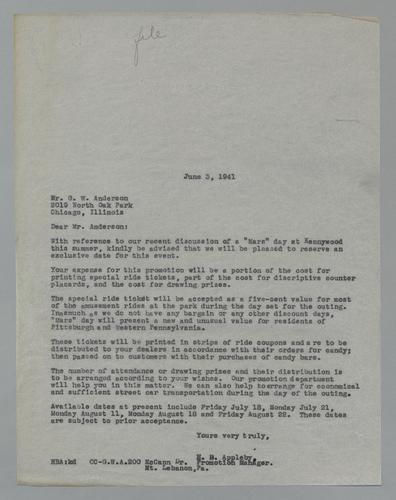 file
June 3, 1941
Mr. G. W. Anderson
2019 North Oak Park
Chicago, Illinois
Dear Mr. Anderson:
With reference to our recent discussion of a "Mars" day at Kennywood
this summer, kindly be advised that we will be pleased to reserve an
exclusive date for this event.
Your expense for this promotion will be a portion of the cost for
printing special ride tickets, part of the cost for discriptive counter
placards, and the cost for drawing prizes.
The special ride ticket will be accepted as a five-cent value for most
of the amusement rides at the park during the day set for the outing.
Inasmuch as we do not have any bargain or any other discount days,
"Mars" day will present a new and unusual value for residents of
Pittsburgh and Western Pennsylvania.
These tickets will be printed in strips of ride coupons and are to be
distributed to your dealers in accordance with their orders for candy;
then passed on to customers with their purchases of candy bars.
The number of attendance or drawing prizes and their distribution is
to be arranged according to your wishes. Our promotion department
will help you in this matter. We can also help to arrange for economical
and sufficient street car transportation during the day of the outing.
Available dates at present include Friday July 18, Monday July 21,
Monday August 11, Monday August 18 and Friday August 22. These dates
are subject to prior acceptance.
Yours very truly,
H. B. Appleby,
HBA:kd CC-G.W.A.200 McCann Dr. Promotion Manager.
Mt. Lebanon,Pa.